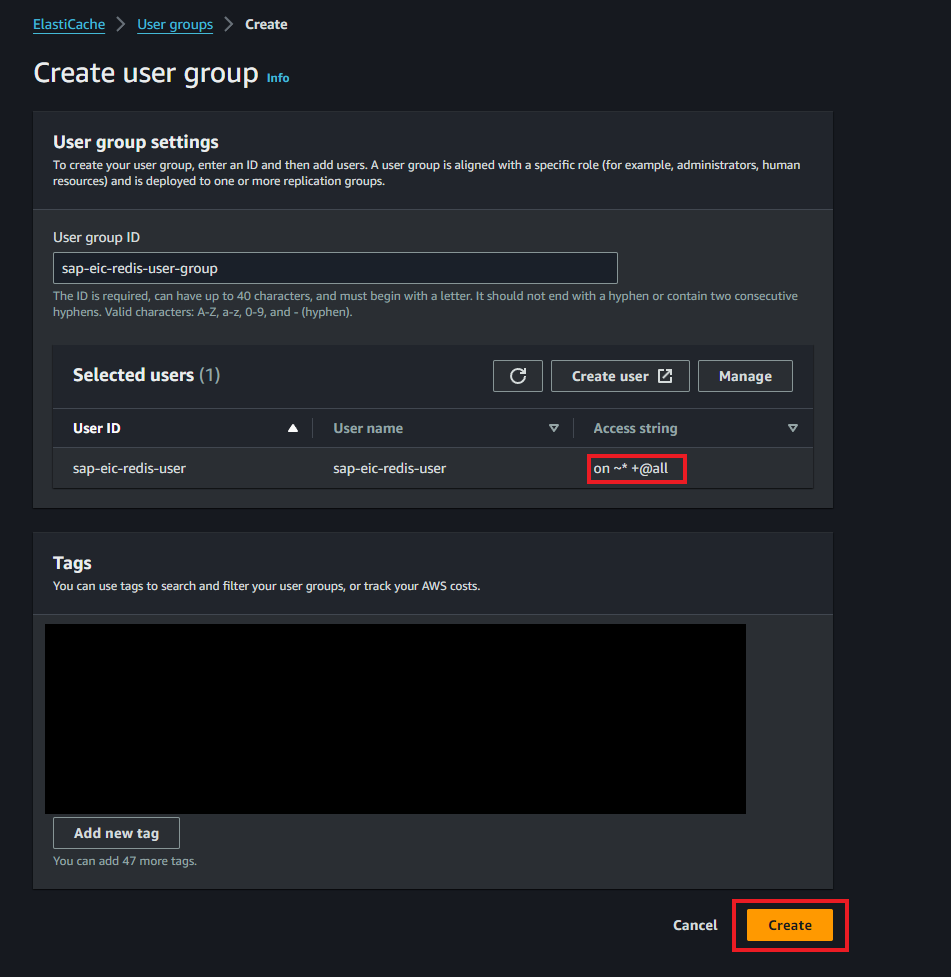 ElastiCache > User groups > Create
Create user group Info
User group settings
To create your user group, enter an ID and then add users. A user group is aligned with a specific role (for example, administrators, human
resources) and is deployed to one or more replication groups.
User group ID
sap-eic-redis-user-group
The ID is required, can have up to 40 characters, and must begin with a letter. It should not end with a hyphen or contain two consecutive
hyphens. Valid characters: A-Z, a-z, 0-9, and - (hyphen).
Selected users (1) Create user Manage
User ID User name Access string
sap-eic-redis-user sap-eic-redis-user on ~* +@all
Tags
You can use tags to search and filter your user groups, or track your AWS costs.
Add new tag
You can add 47 more tags.
Cancel Create